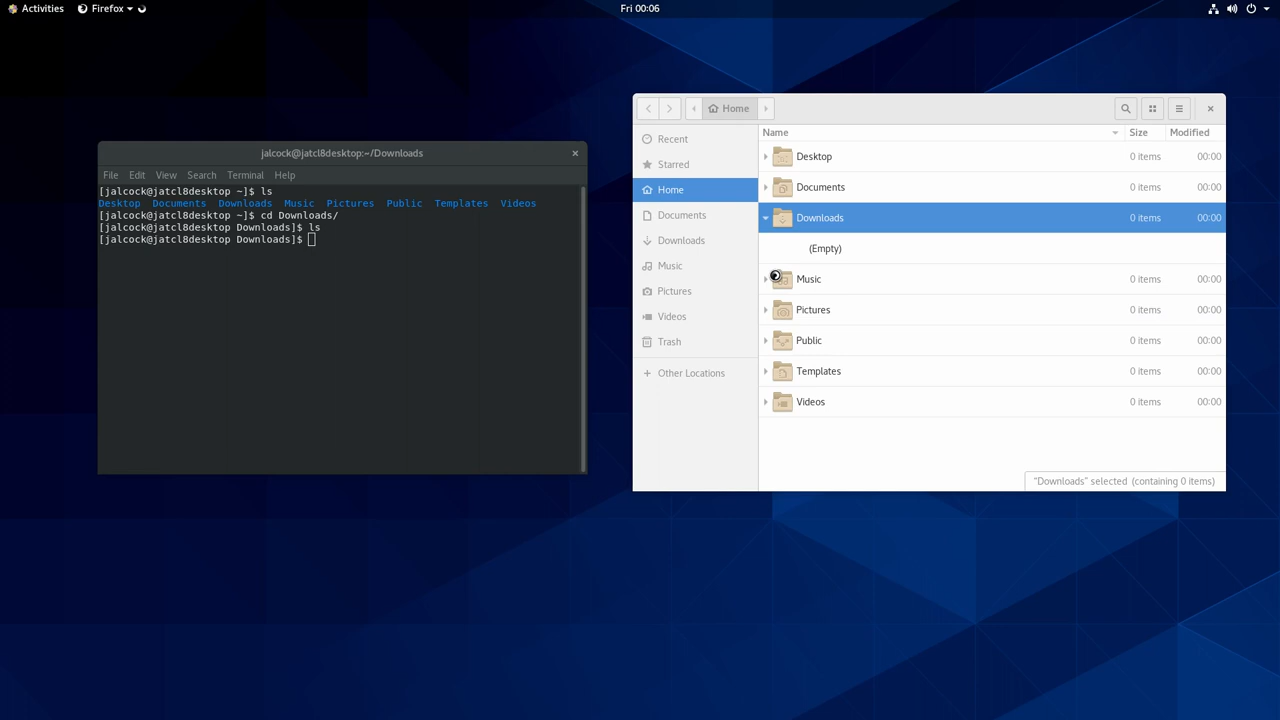 Activities Firefox Fri 00:06
jalcock@jatcl8desktop:~/Downloads
File Edit View Search Terminal Help
[jalcock@jatcl8desktop ~]$ ls
Desktop Documents Downloads Music Pictures Public Templates Videos
[jalcock@jatcl8desktop ~]$ cd Downloads/
[jalcock@jatcl8desktop Downloads]$ ls
[jalcock@jatcl8desktop Downloads]$
Home
Recent
Starred
Home
Documents
Downloads
Music
Pictures
Videos
Trash
Other Locations
Name Size Modified
Desktop 0 items 00:00
Documents 0 items 00:00
Downloads 0 items 00:00
(Empty)
Music 0 items 00:00
Pictures 0 items 00:00
Public 0 items 00:00
Templates 0 items 00:00
Videos 0 items 00:00
“Downloads” selected (containing 0 items)